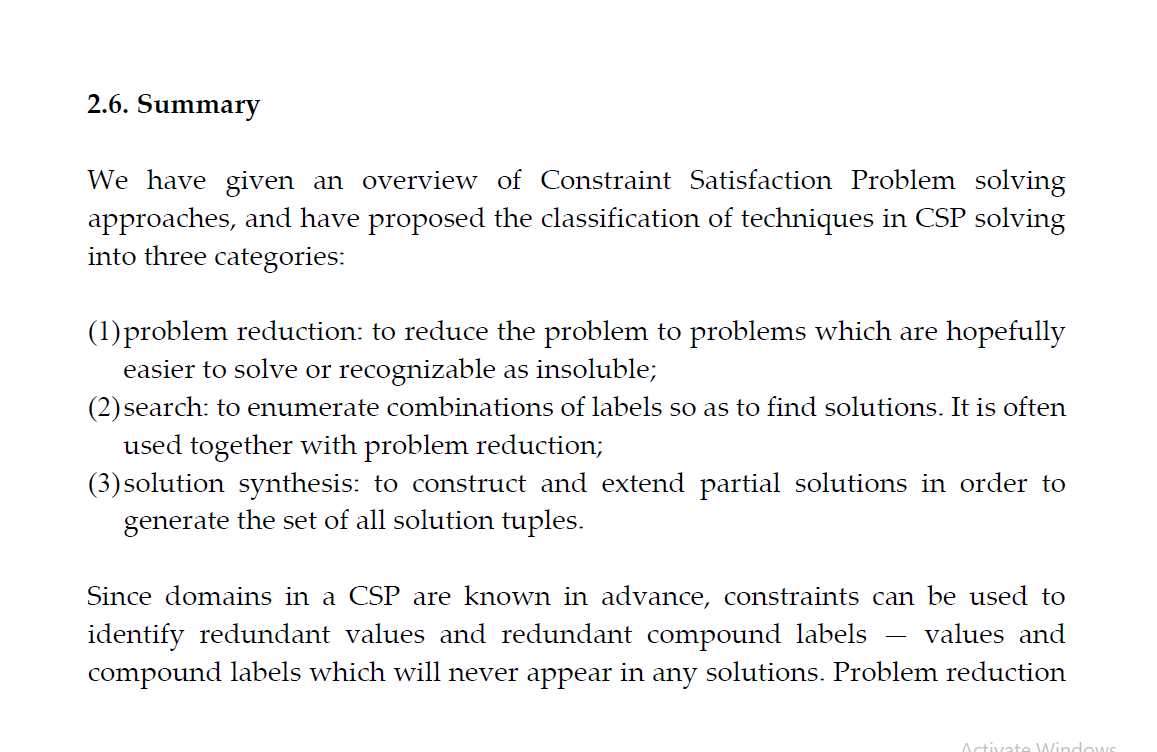 2.6. Summary
We have given an overview of Constraint Satisfaction Problem solving
approaches, and have proposed the classification of techniques in CSP solving
into three categories:
(1)problem reduction: to reduce the problem to problems which are hopefully
easier to solve or recognizable as insoluble;
(2)search: to enumerate combinations of labels so as to find solutions. It is often
used together with problem reduction;
(3)solution synthesis: to construct and extend partial solutions in order to
generate the set of all solution tuples.
Since domains in a CSP are known in advance, constraints can be used to
identify redundant values and redundant compound labels — values and
compound labels which will never appear in any solutions. Problem reduction
Activate Windows